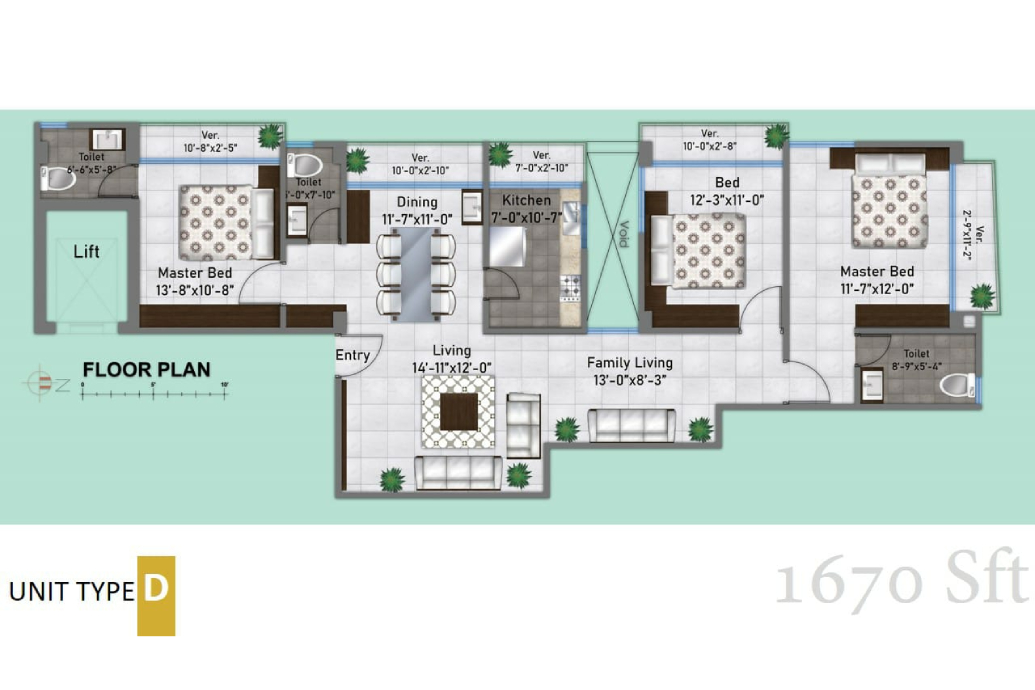 Ver.
10'-8"x2'-5"
Toilet
6'-6"x5'-8"
Toilet
Ver.
10'-0"x2'-10"
Ver.
7'-0"x2'-10"
Ver.
10'-0"x2'-8"
Dining
11'-7"x11'-0"
Kitchen
7'-0"x10'-7"
Void
Bed
12'-3"x11'-0"
Ver.
2'-9"x11'-2"
Lift
Master Bed
13'-8"x10'-8"
Master Bed
11'-7"x12'-0"
Entry
Living
14'-11"x12'-0"
Family Living
13'-0"x8'-3"
Toilet
8'-9"x5'-4"
FLOOR PLAN
N
0 5' 10'
UNIT TYPE D
1670 Sft